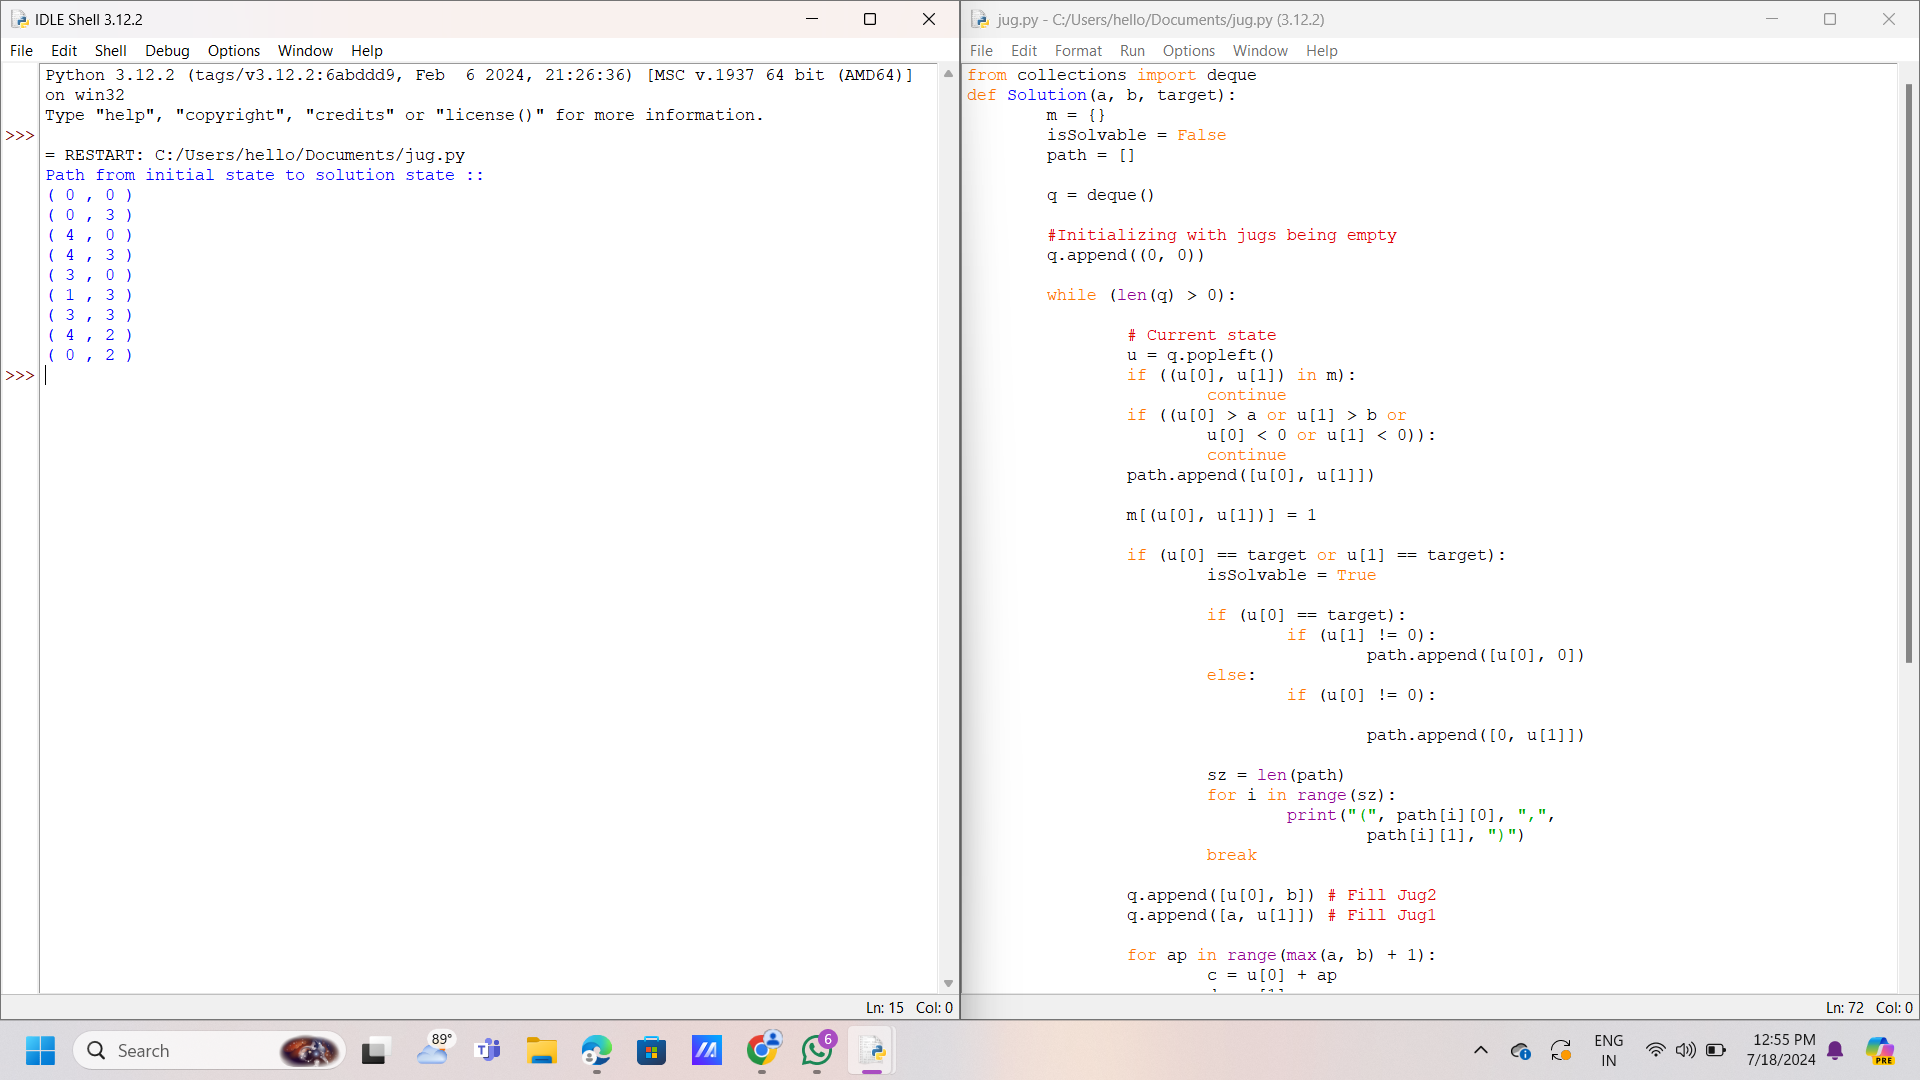 IDLE Shell 3.12.2
File Edit Shell Debug Options Window Help
Python 3.12.2 (tags/v3.12.2:6abddd9, Feb  6 2024, 21:26:36) [MSC v.1937 64 bit (AMD64)]
on win32
Type "help", "copyright", "credits" or "license()" for more information.
>>>
= RESTART: C:/Users/hello/Documents/jug.py
Path from initial state to solution state ::
( 0 , 0 )
( 0 , 3 )
( 4 , 0 )
( 4 , 3 )
( 3 , 0 )
( 1 , 3 )
( 3 , 3 )
( 4 , 2 )
( 0 , 2 )
>>>
Ln: 15 Col: 0
jug.py - C:/Users/hello/Documents/jug.py (3.12.2)
File Edit Format Run Options Window Help
from collections import deque
def Solution(a, b, target):
        m = {}
        isSolvable = False
        path = []
        q = deque()
        #Initializing with jugs being empty
        q.append((0, 0))
        while (len(q) > 0):
                # Current state
                u = q.popleft()
                if ((u[0], u[1]) in m):
                        continue
                if ((u[0] > a or u[1] > b or
                        u[0] < 0 or u[1] < 0)):
                        continue
                path.append([u[0], u[1]])
                m[(u[0], u[1])] = 1
                if (u[0] == target or u[1] == target):
                        isSolvable = True
                        if (u[0] == target):
                                if (u[1] != 0):
                                        path.append([u[0], 0])
                        else:
                                if (u[0] != 0):
                                        path.append([0, u[1]])
                        sz = len(path)
                        for i in range(sz):
                                print("(", path[i][0], ",",
                                        path[i][1], ")")
                        break
                q.append([u[0], b]) # Fill Jug2
                q.append([a, u[1]]) # Fill Jug1
                for ap in range(max(a, b) + 1):
                        c = u[0] + ap
Ln: 72 Col: 0
Search
89°
6
ENG
IN
12:55 PM
7/18/2024
PRE